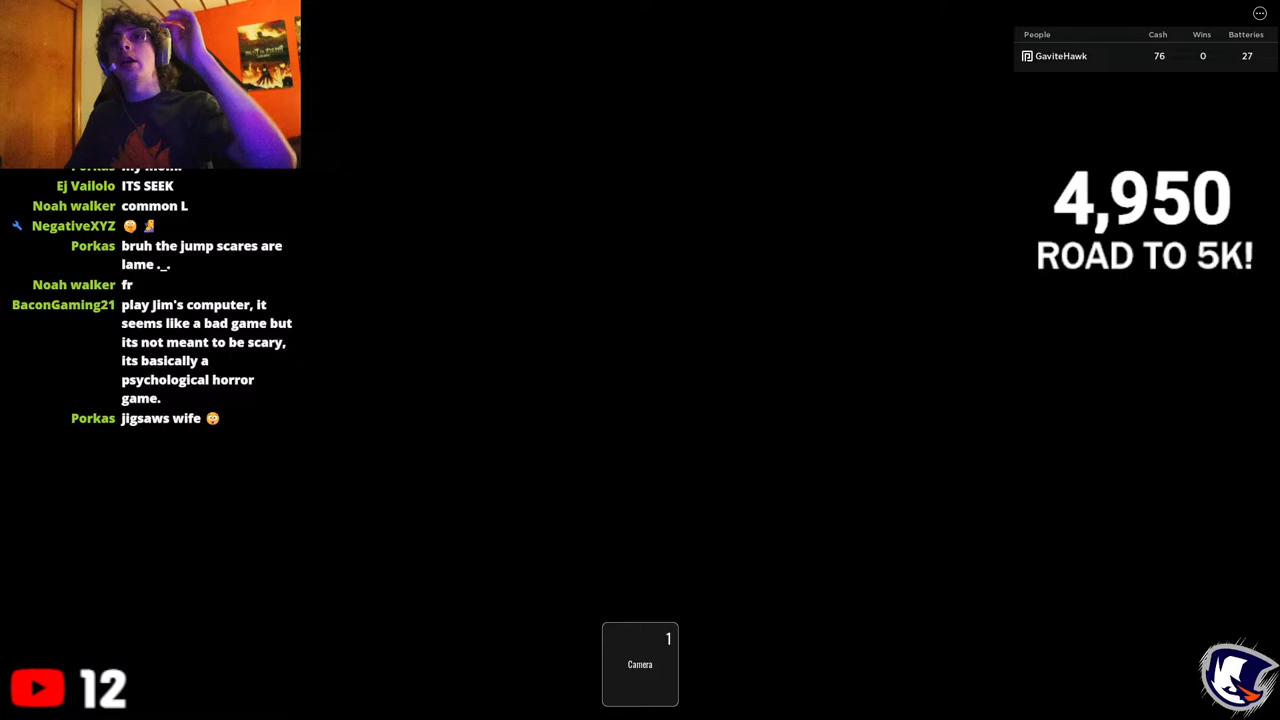 People Cash Wins Batteries
GaviteHawk 76 0 27
Porkas
Ej Vailolo ITS SEEK
Noah walker common L
NegativeXYZ
Porkas bruh the jump scares are
lame ._.
Noah walker fr
BaconGaming21 play Jim's computer, it
seems like a bad game but
its not meant to be scary,
its basically a
psychological horror
game.
Porkas jigsaws wife
4,950
ROAD TO 5K!
1
Camera
12